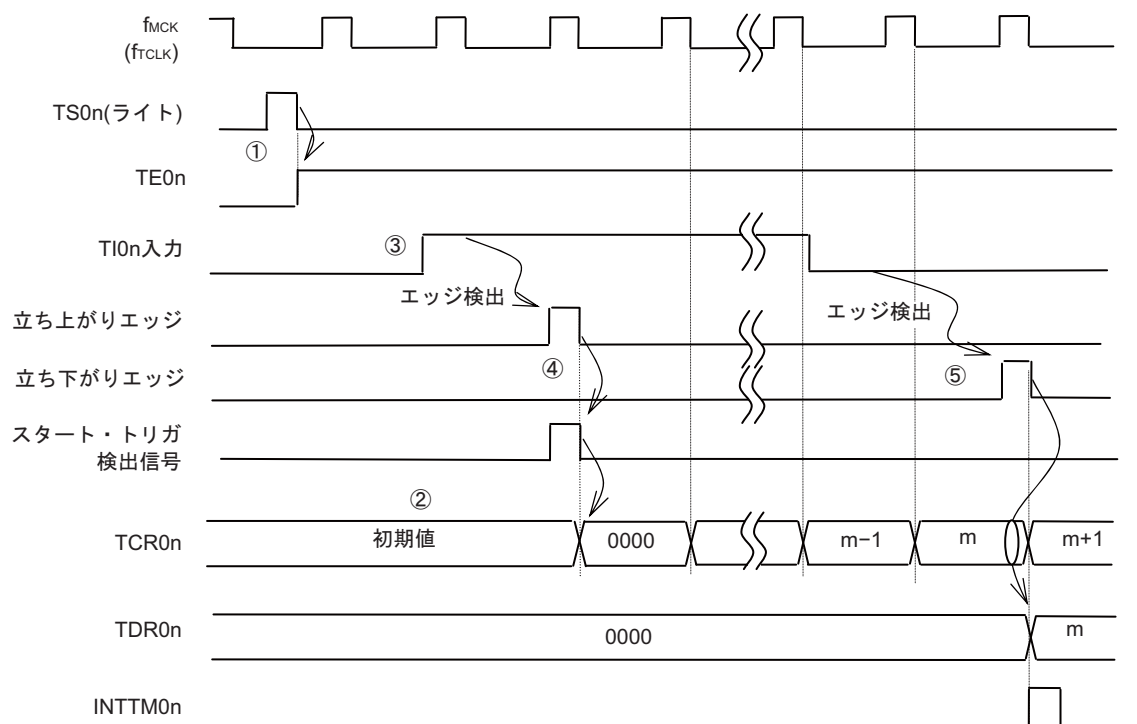 fMCK
(fTCLK)
TS0n(ライト)
①
TE0n
TI0n入力
③
エッジ検出
エッジ検出
立ち上がりエッジ
④
立ち下がりエッジ
⑤
スタート・トリガ
検出信号
②
TCR0n
初期値
0000
m−1
m
m+1
TDR0n
0000
m
INTTM0n